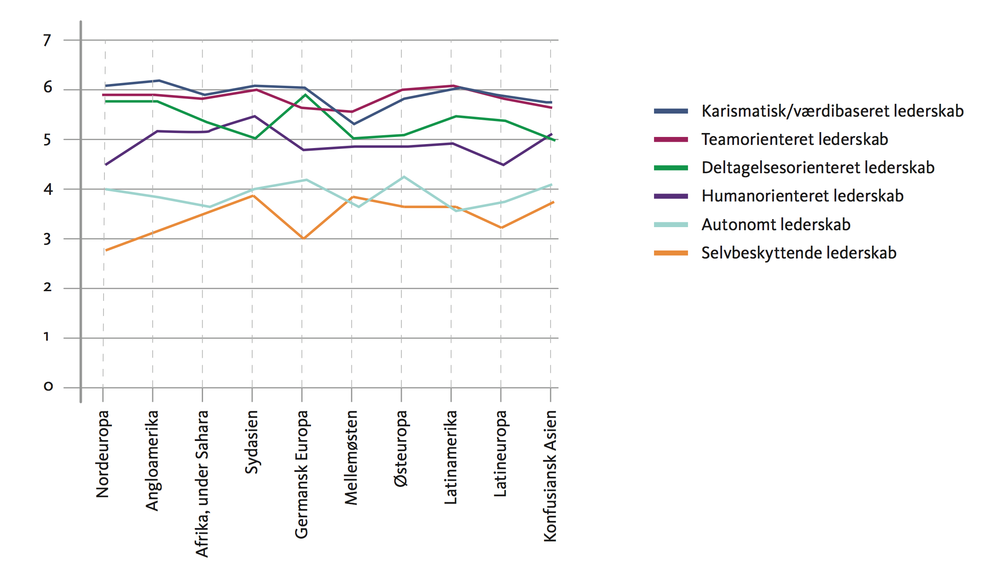 7
6
5
4
3
2
1
0
Nordeuropa
Angloamerika
Afrika, under Sahara
Sydasien
Germansk Europa
Mellemøsten
Østeuropa
Latinamerika
Latineuropa
Konfusiansk Asien
Karismatisk/værdibaseret lederskab
Teamorienteret lederskab
Deltagelsesorienteret lederskab
Humanorienteret lederskab
Autonomt lederskab
Selvbeskyttende lederskab